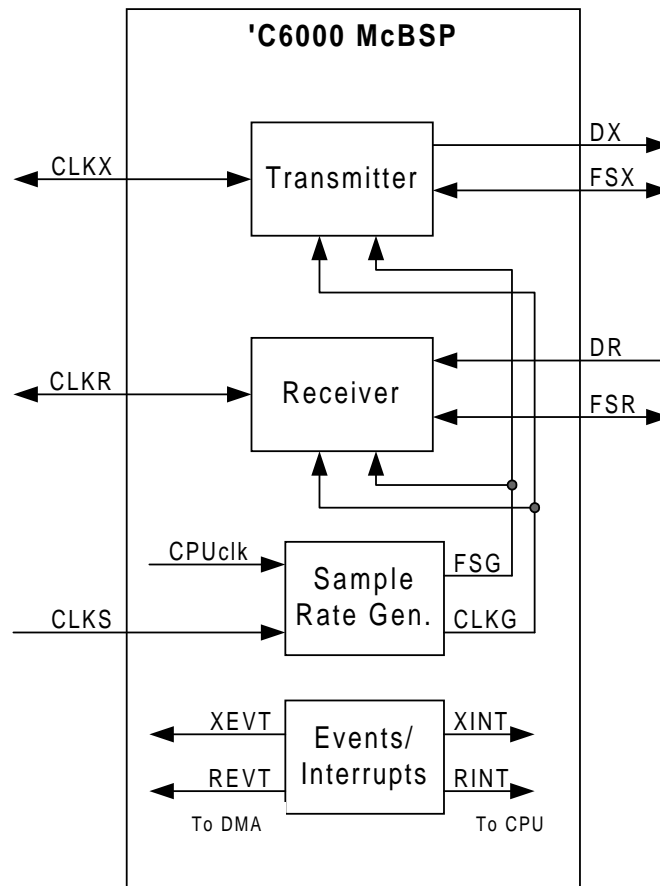 'C6000 McBSP
DX
CLKX
Transmitter
FSX
DR
CLKR
Receiver
FSR
CPUclk
FSG
Sample
Rate Gen.
CLKS
CLKG
XEVT
Events/
Interrupts
XINT
REVT
RINT
To DMA
To CPU